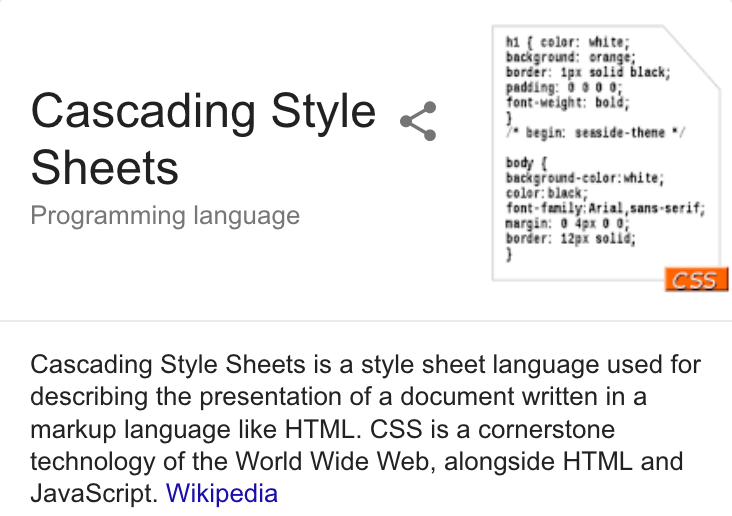 Cascading Style
Sheets
Programming language
h1 { color: white;
background: orange;
border: 1px solid black;
padding: 0 0 0 0;
font-weight: bold;
}
/* begin: seaside-theme */
body {
background-color:white;
color:black;
font-family:Arial,sans-serif;
margin: 0 4px 0 0;
border: 12px solid;
}
CSS
Cascading Style Sheets is a style sheet language used for
describing the presentation of a document written in a
markup language like HTML. CSS is a cornerstone
technology of the World Wide Web, alongside HTML and
JavaScript. Wikipedia